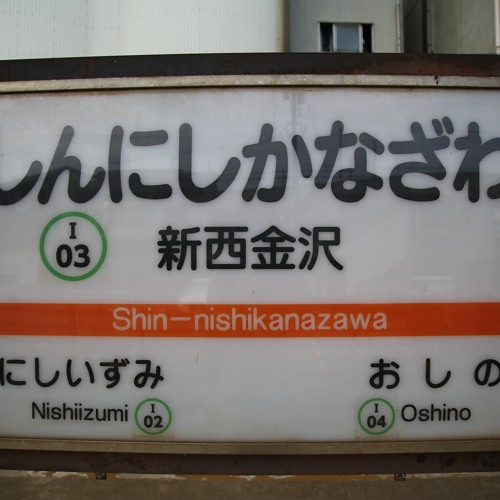 しんにしかなざわ
I 03 新西金沢
Shin-nishikanazawa
にしいずみ おしの
Nishiizumi I 02 I 04 Oshino